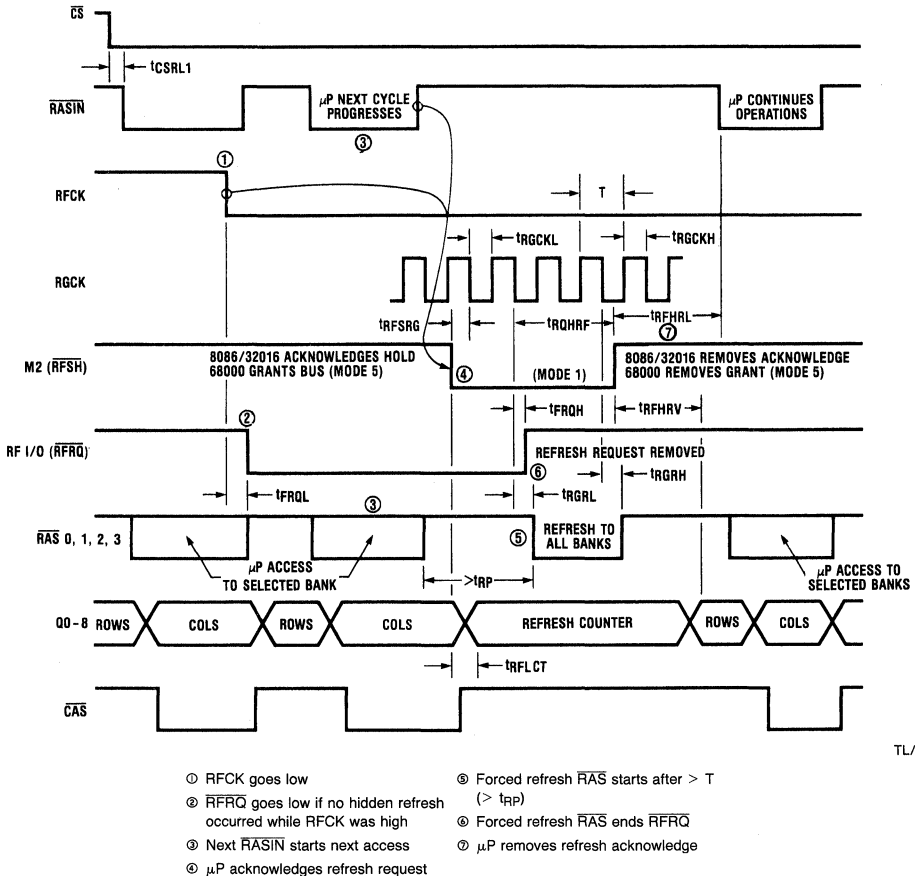 CS
tCSRL1
RASIN
μP NEXT CYCLE
PROGRESSES
③
μP CONTINUES
OPERATIONS
①
RFCK
T
tRGCKL
tRGCKH
RGCK
tRFSRG
tRQHRF
tRFHRL
⑦
M2 (RFSH)
8086/32016 ACKNOWLEDGES HOLD
68000 GRANTS BUS (MODE 5)
④
(MODE 1)
8086/32016 REMOVES ACKNOWLEDGE
68000 REMOVES GRANT (MODE 5)
②
tFRQH
tRFHRV
RF I/O (RFRQ)
REFRESH REQUEST REMOVED
⑥
tFRQL
③
tRGRL
tRGRH
RAS 0, 1, 2, 3
⑤
REFRESH TO
ALL BANKS
μP ACCESS
TO SELECTED BANK
>tRP
μP ACCESS TO
SELECTED BANKS
Q0-8
ROWS
COLS
ROWS
COLS
REFRESH COUNTER
ROWS
COLS
tRFLCT
CAS
TL/
① RFCK goes low
② RFRQ goes low if no hidden refresh
occurred while RFCK was high
③ Next RASIN starts next access
④ μP acknowledges refresh request
⑤ Forced refresh RAS starts after > T
(> tRP)
⑥ Forced refresh RAS ends RFRQ
⑦ μP removes refresh acknowledge